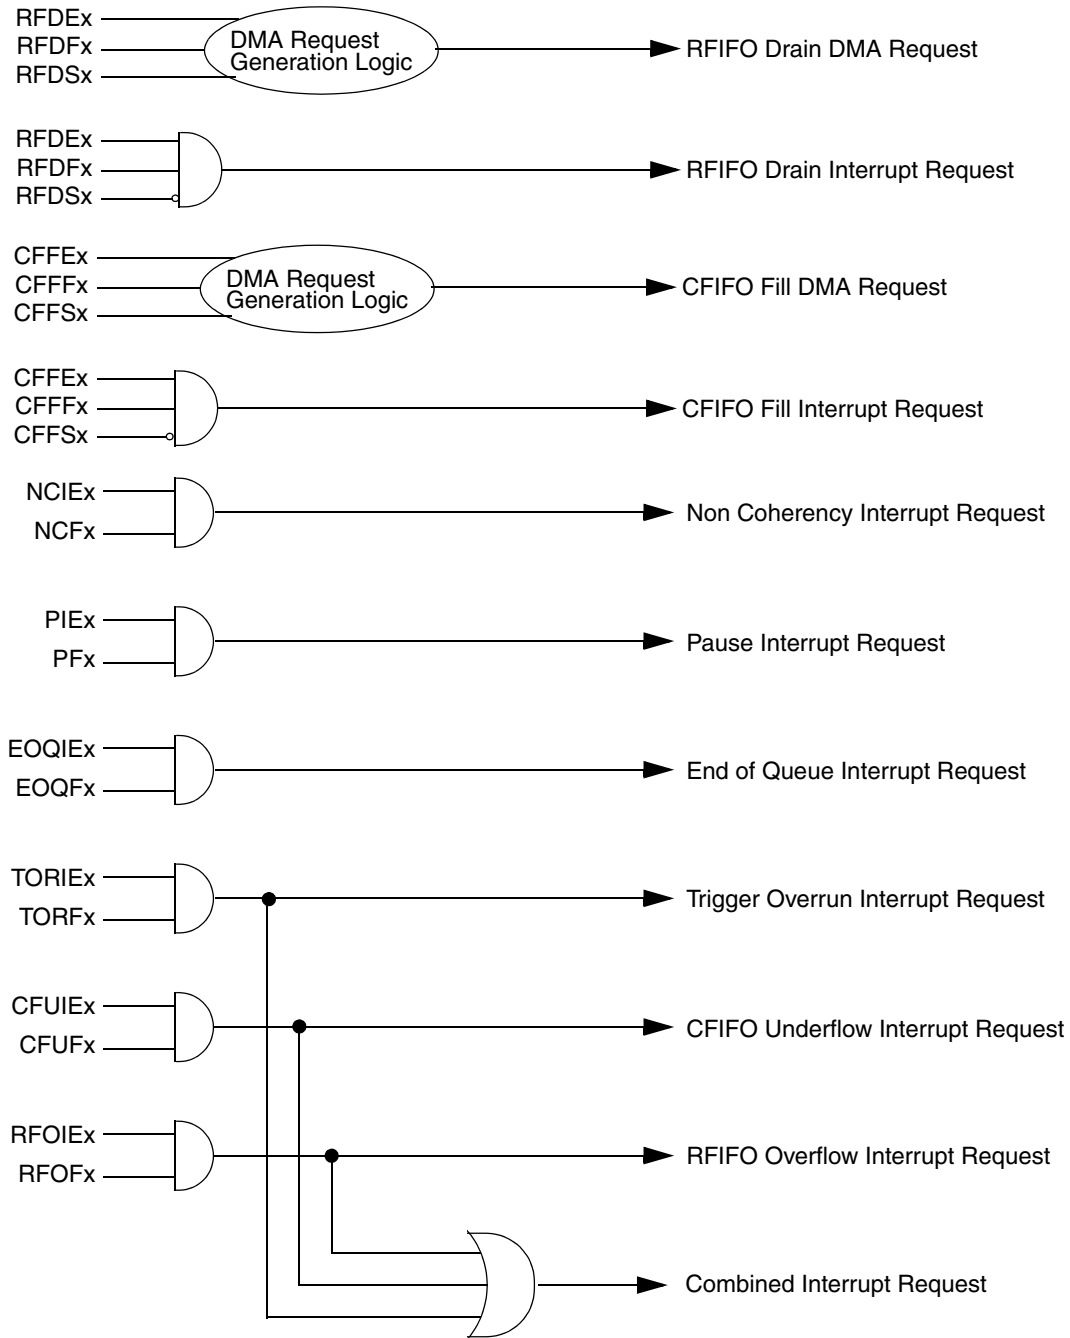 RFDEx
RFDFx
RFDSx
DMA Request
Generation Logic
RFIFO Drain DMA Request
RFDEx
RFDFx
RFDSx
RFIFO Drain Interrupt Request
CFFEx
CFFFx
CFFSx
DMA Request
Generation Logic
CFIFO Fill DMA Request
CFFEx
CFFFx
CFFSx
CFIFO Fill Interrupt Request
NCIEx
NCFx
Non Coherency Interrupt Request
PIEx
PFx
Pause Interrupt Request
EOQIEx
EOQFx
End of Queue Interrupt Request
TORIEx
TORFx
Trigger Overrun Interrupt Request
CFUIEx
CFUFx
CFIFO Underflow Interrupt Request
RFOIEx
RFOFx
RFIFO Overflow Interrupt Request
Combined Interrupt Request